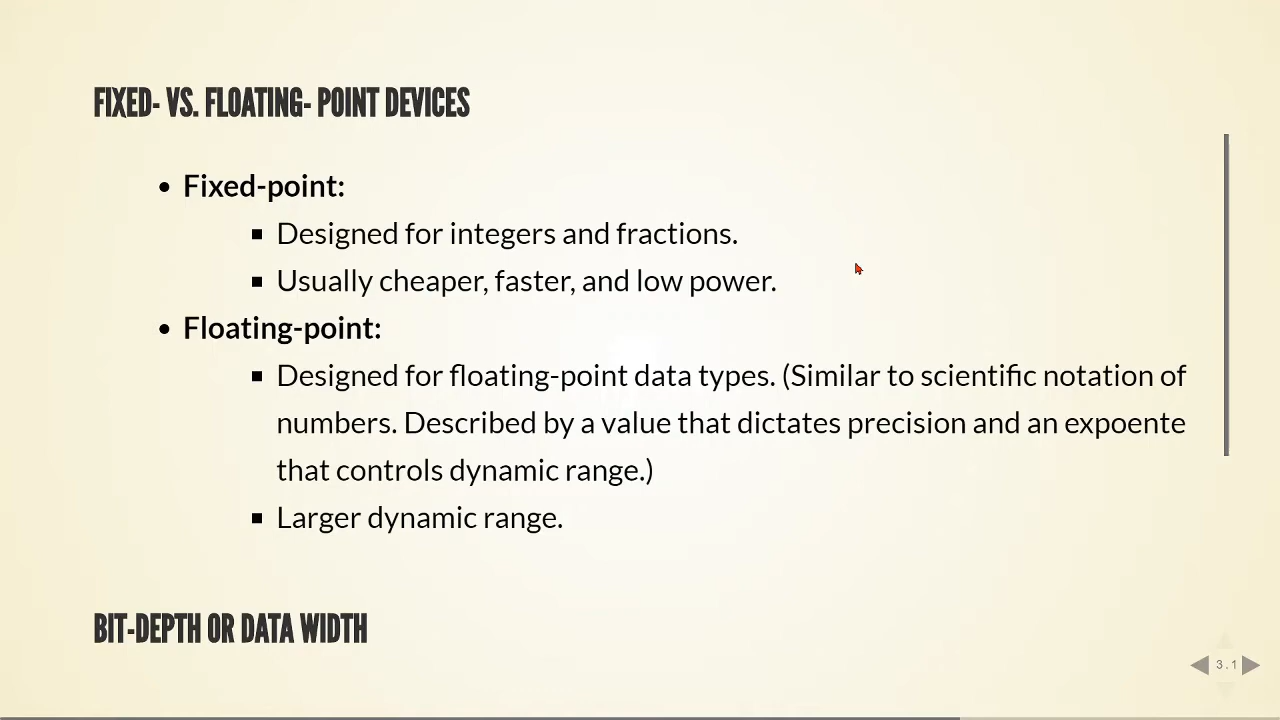 FIXED- VS. FLOATING- POINT DEVICES
• Fixed-point:
▪ Designed for integers and fractions.
▪ Usually cheaper, faster, and low power.
• Floating-point:
▪ Designed for floating-point data types. (Similar to scientific notation of
numbers. Described by a value that dictates precision and an expoente
that controls dynamic range.)
▪ Larger dynamic range.
BIT-DEPTH OR DATA WIDTH
3.1